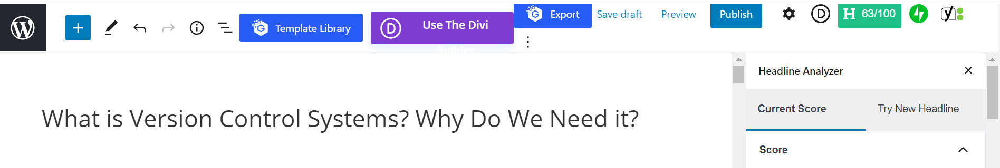 Template Library
Use The Divi
Builder
Export
Save draft
Preview
Publish
D
H 63/100
Headline Analyzer
What is Version Control Systems? Why Do We Need it?
Current Score
Try New Headline
Score